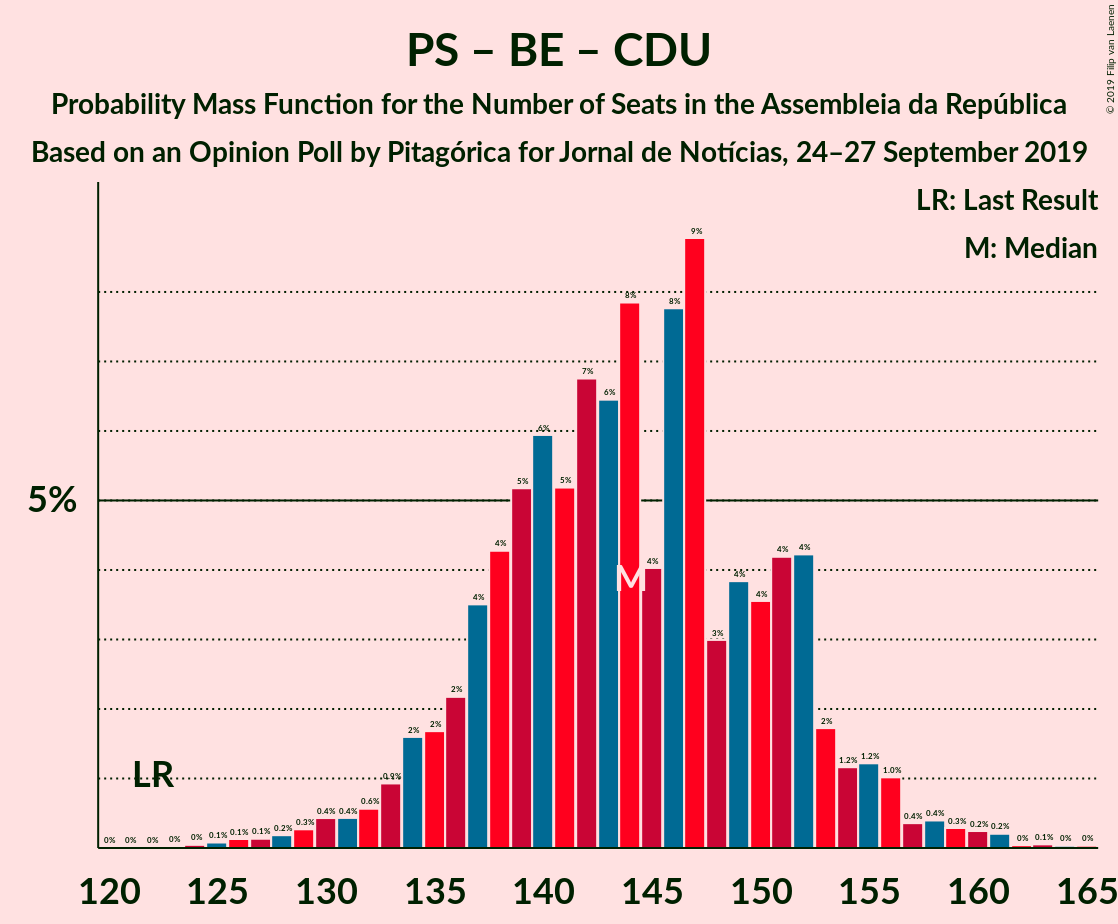 PS – BE – CDU
Probability Mass Function for the Number of Seats in the Assembleia da República
Based on an Opinion Poll by Pitagórica for Jornal de Notícias, 24–27 September 2019
© 2019 Filip van Laenen
LR: Last Result
M: Median
5%
LR
M
0% 0% 0% 0% 0% 0.1% 0.1% 0.1% 0.2% 0.3% 0.4% 0.4% 0.6% 0.9% 2% 2% 2% 4% 4% 5% 6% 5% 7% 6% 8% 4% 8% 9% 3% 4% 4% 4% 4% 2% 1.2% 1.2% 1.0% 0.4% 0.4% 0.3% 0.2% 0.2% 0% 0.1% 0% 0%
120 125 130 135 140 145 150 155 160 165